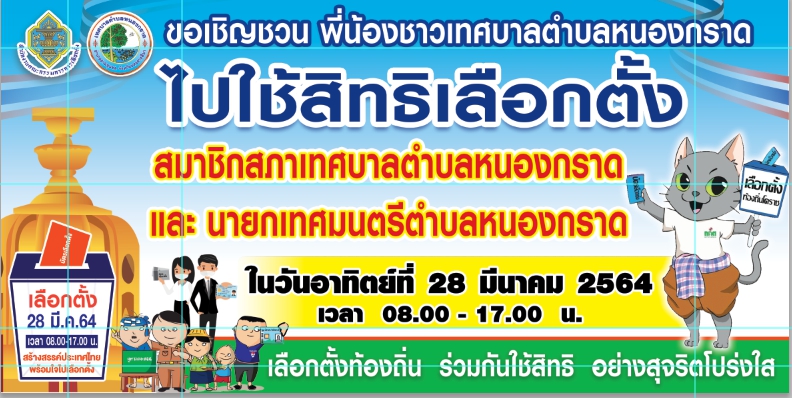 ขอเชิญชวน พี่น้องชาวเทศบาลตำบลหนองกราด
ไปใช้สิทธิเลือกตั้ง
สมาชิกสภาเทศบาลตำบลหนองกราด
และ นายกเทศมนตรีตำบลหนองกราด
ในวันอาทิตย์ที่ 28 มีนาคม 2564
เวลา 08.00 - 17.00 น.
เลือกตั้งท้องถิ่น ร่วมกันใช้สิทธิ อย่างสุจริตโปร่งใส
เลือกตั้ง
28 มี.ค.64
เวลา 08.00-17.00 น.
สร้างสรรค์ประเทศไทย
พร้อมใจไปเลือกตั้ง
เลือกตั้ง
ท้องถิ่นโคราช